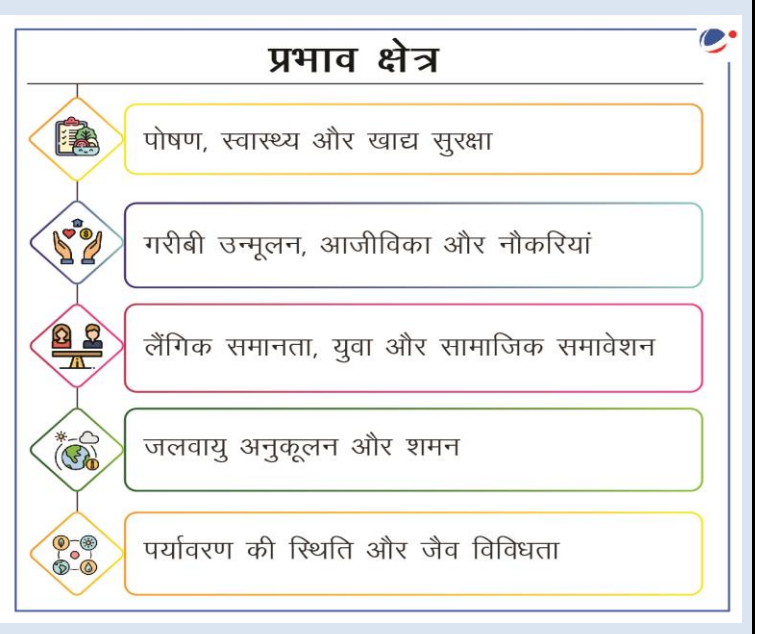 प्रभाव क्षेत्र
पोषण, स्वास्थ्य और खाद्य सुरक्षा
गरीबी उन्मूलन, आजीविका और नौकरियां
लैंगिक समानता, युवा और सामाजिक समावेशन
जलवायु अनुकूलन और शमन
पर्यावरण की स्थिति और जैव विविधता